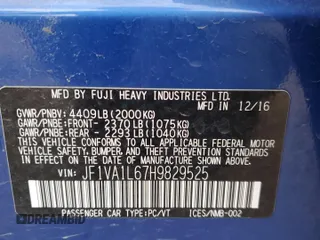 MFD BY FUJI HEAVY INDUSTRIES LTD.
GVWR/PNBV: 4409LB(2000KG)
MFD IN 12/16
GAWR/PNBE:FRONT- 2370LB(1075KG)
GAWR/PNBE:REAR - 2293LB(1040KG)
THIS VEHICLE CONFORMS TO ALL APPLICABLE FEDERAL
MOTOR VEHICLE SAFETY, BUMPER, AND THEFT PREVENTION
STANDARDS IN EFFECT ON THE DATE OF MANUFACTURE
SHOWN ABOVE.
VIN: JF1VA1L67H9829525
PASSENGER CAR TYPE:PC/VT ICES/NMB-002
DREAMBID